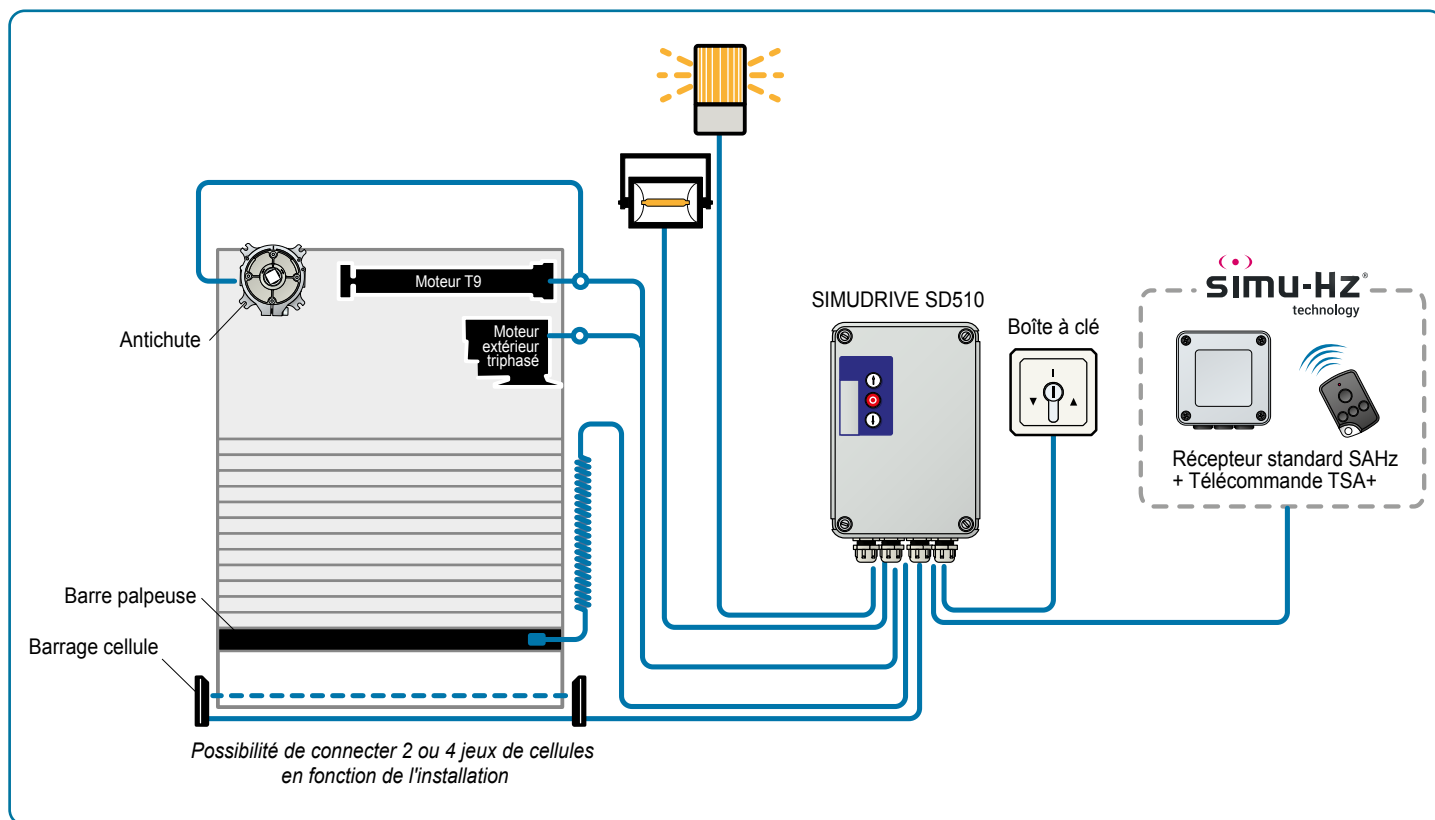 Moteur T9
Antichute
Moteur
extérieur
triphasé
SIMUDRIVE SD510
Boîte à clé
simu-Hz®
technology
Récepteur standard SAHz
+ Télécommande TSA+
Barre palpeuse
Barrage cellule
Possibilité de connecter 2 ou 4 jeux de cellules
en fonction de l'installation